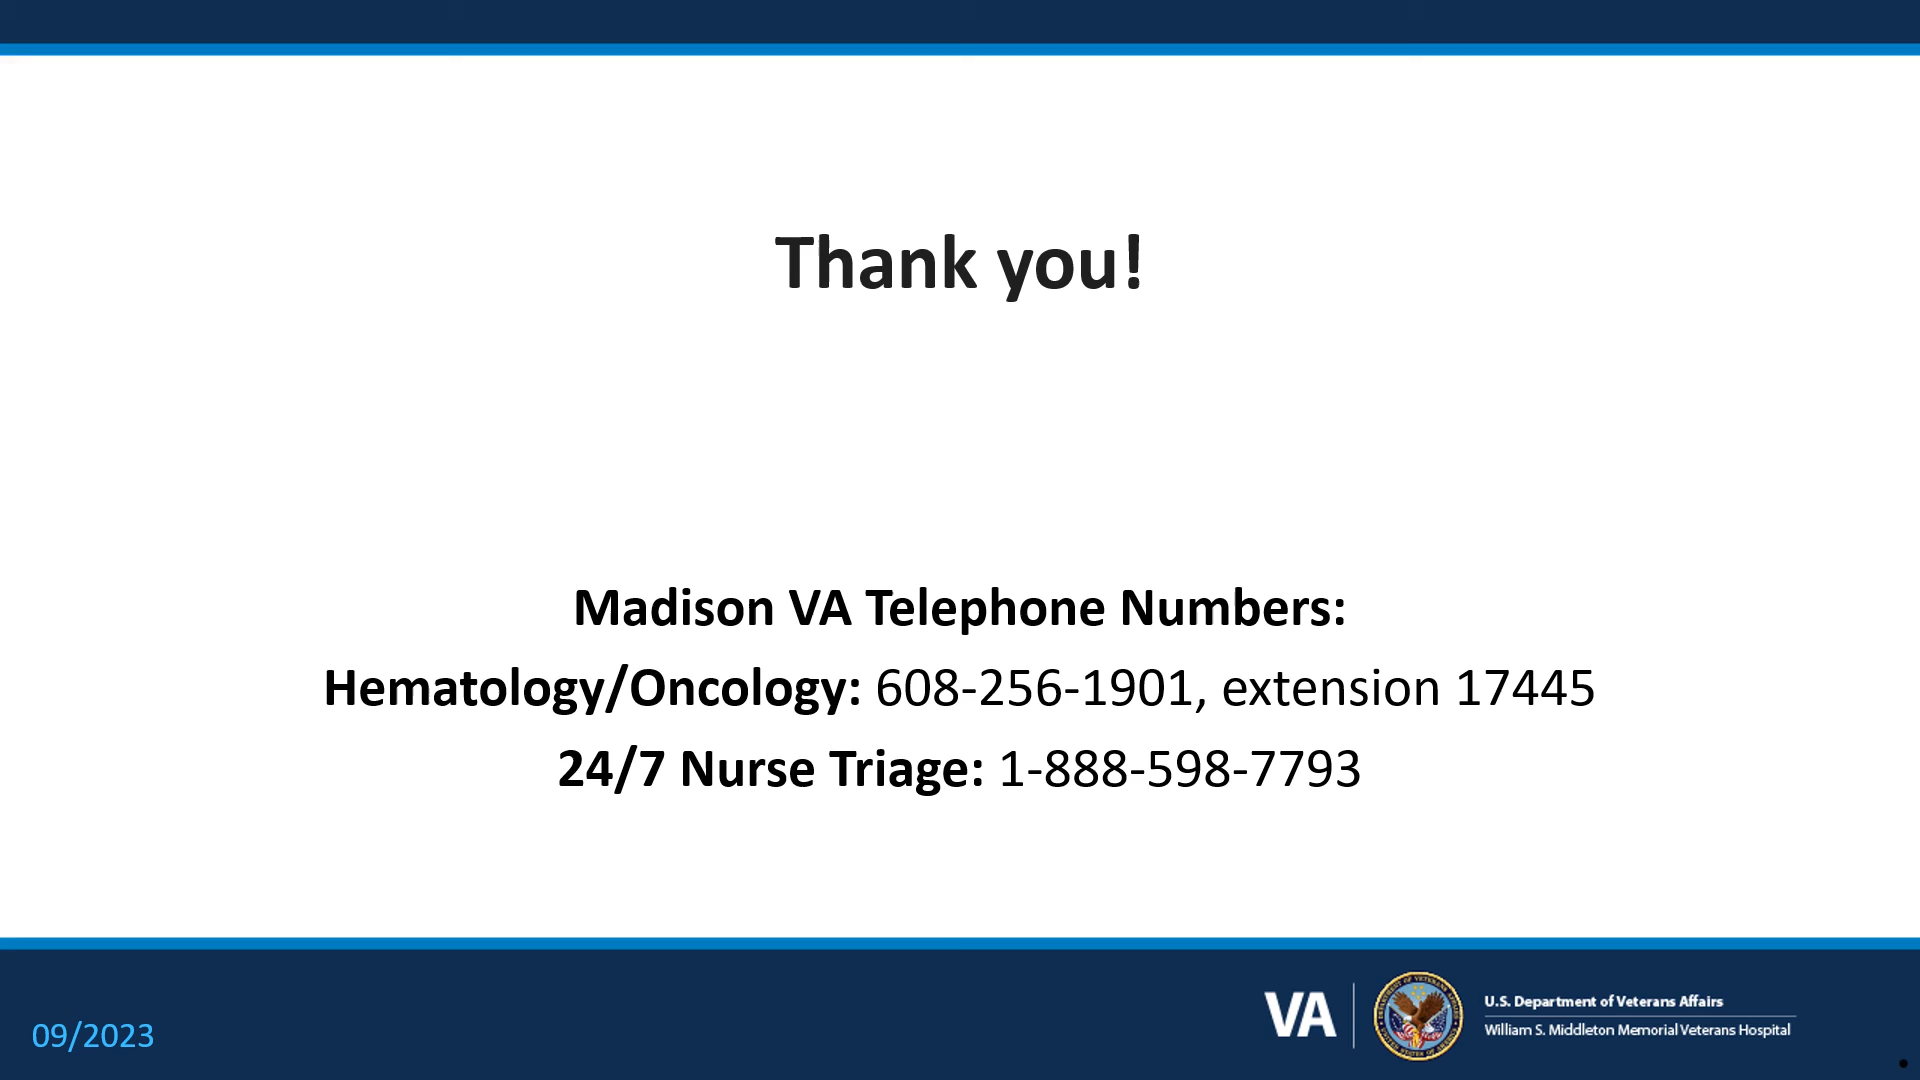 Thank you!
Madison VA Telephone Numbers:
Hematology/Oncology: 608-256-1901, extension 17445
24/7 Nurse Triage: 1-888-598-7793
09/2023
VA
U.S. Department of Veterans Affairs
William S. Middleton Memorial Veterans Hospital